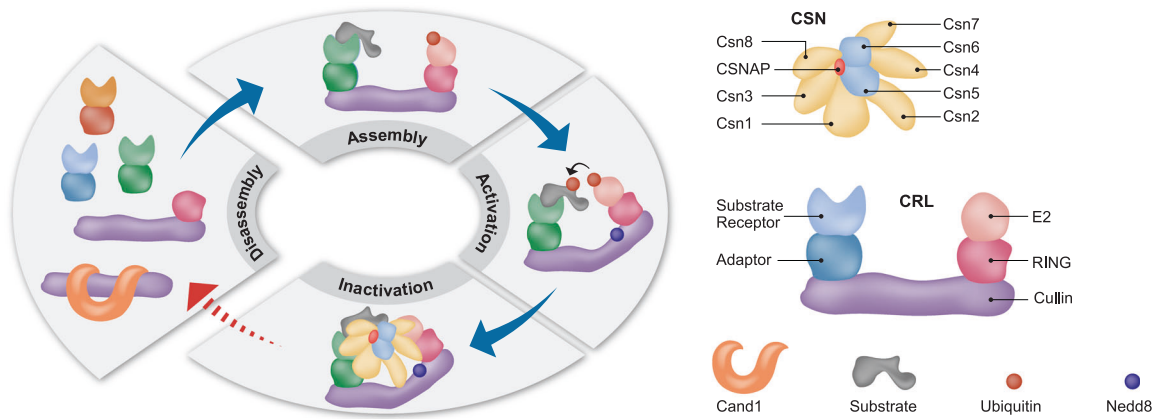 Assembly
Activation
Inactivation
Disassembly
CSN
Csn7
Csn8
Csn6
CSNAP
Csn4
Csn3
Csn5
Csn1
Csn2
CRL
Substrate
Receptor
E2
Adaptor
RING
Cullin
Cand1
Substrate
Ubiquitin
Nedd8